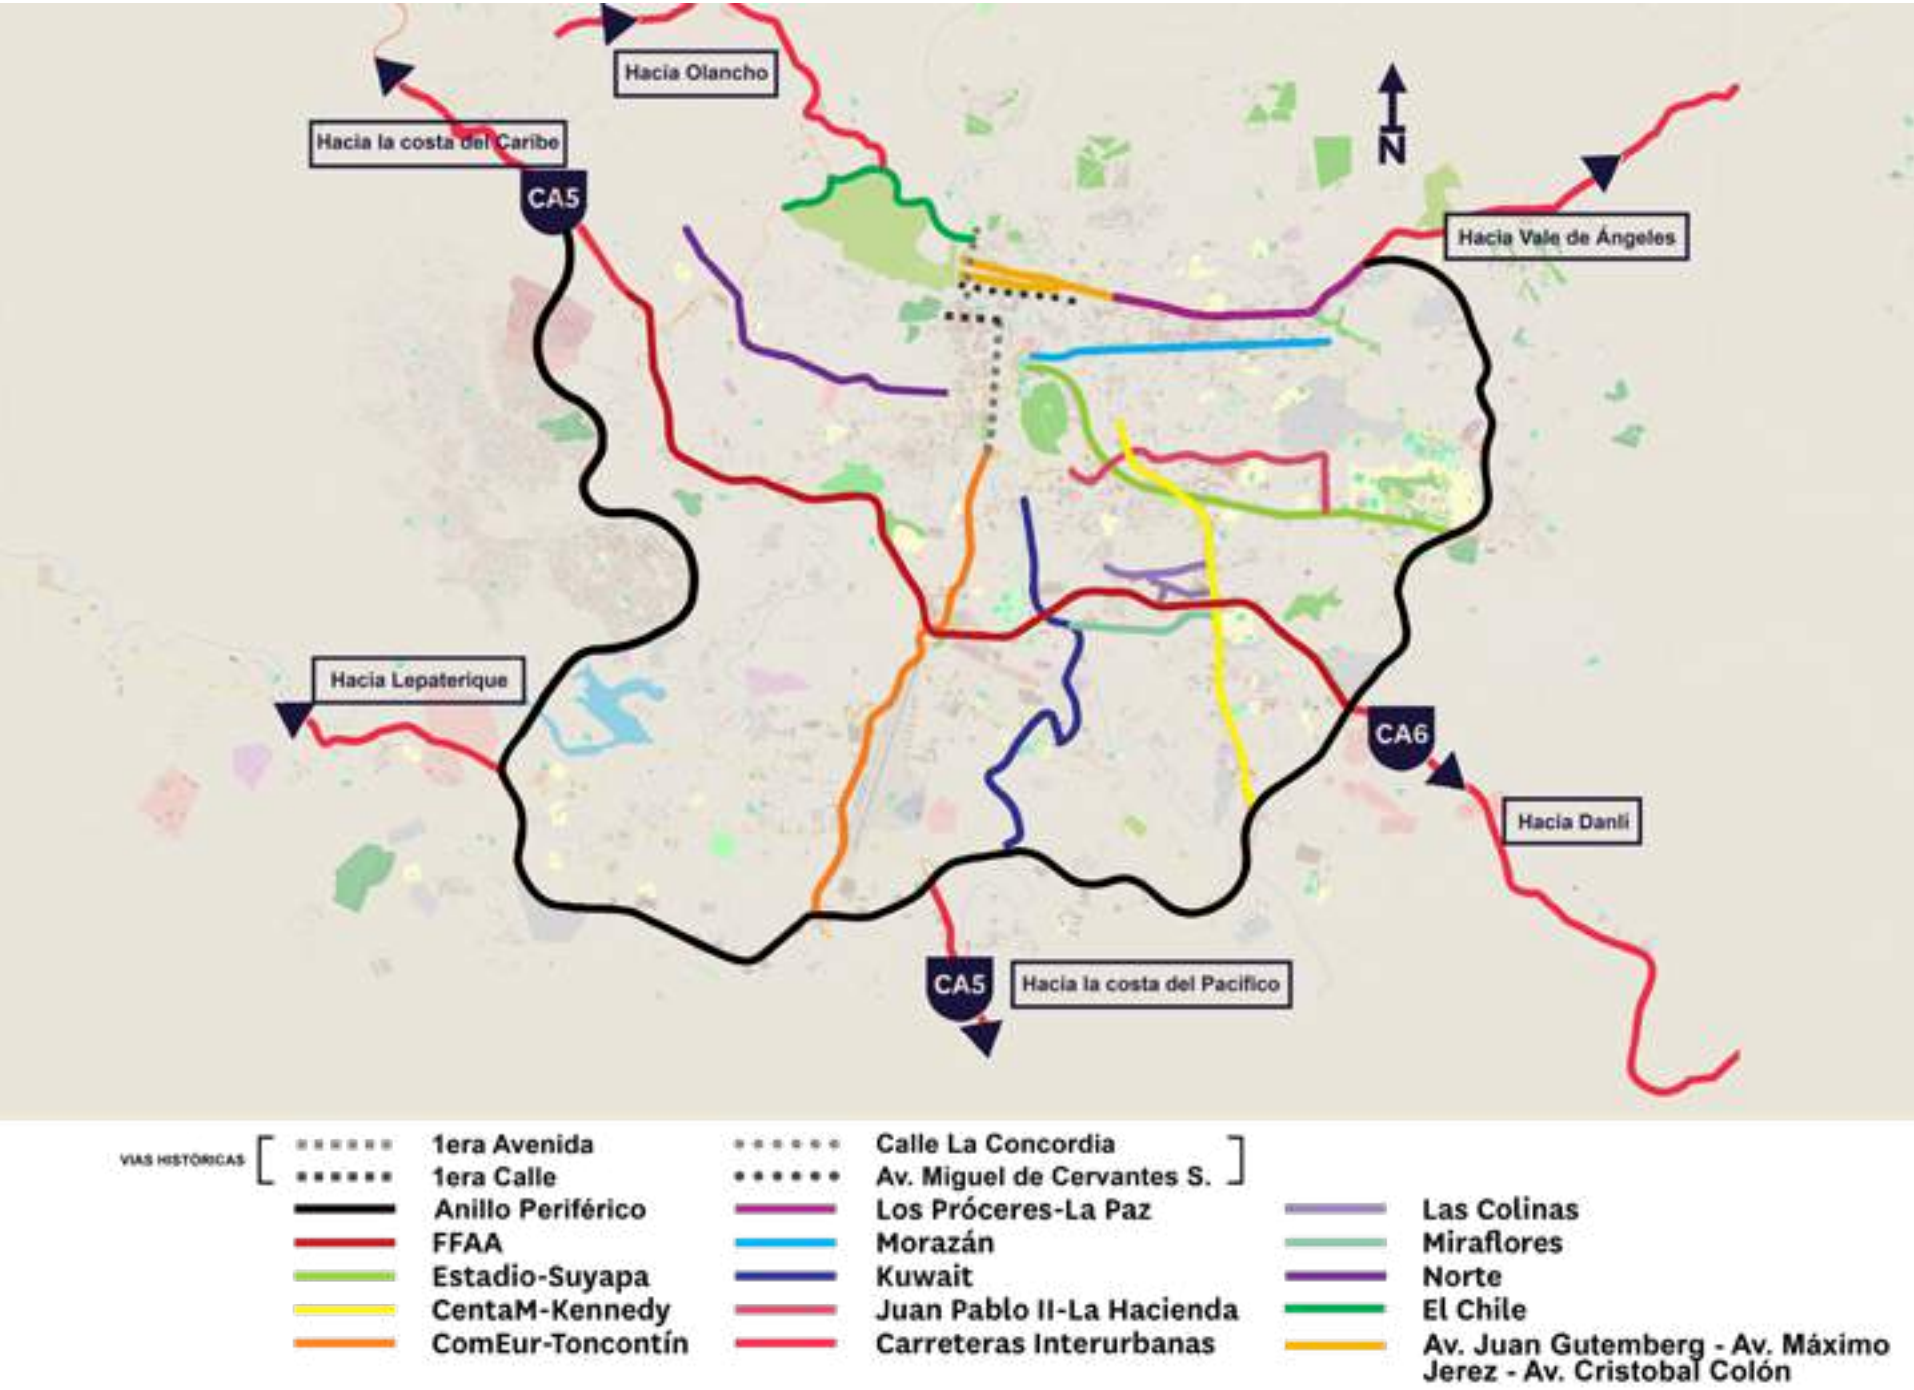 Hacia Olancho
Hacia la costa del Caribe
CA5
N
Hacia Vale de Ángeles
Hacia Lepaterique
CA6
Hacia Danlí
CA5
Hacia la costa del Pacifico
VIAS HISTÓRICAS
1era Avenida
1era Calle
Anillo Periférico
FFAA
Estadio-Suyapa
CentaM-Kennedy
ComEur-Toncontín
Calle La Concordia
Av. Miguel de Cervantes S.
Los Próceres-La Paz
Morazán
Kuwait
Juan Pablo II-La Hacienda
Carreteras Interurbanas
Las Colinas
Miraflores
Norte
El Chile
Av. Juan Gutemberg - Av. Máximo
Jerez - Av. Cristobal Colón